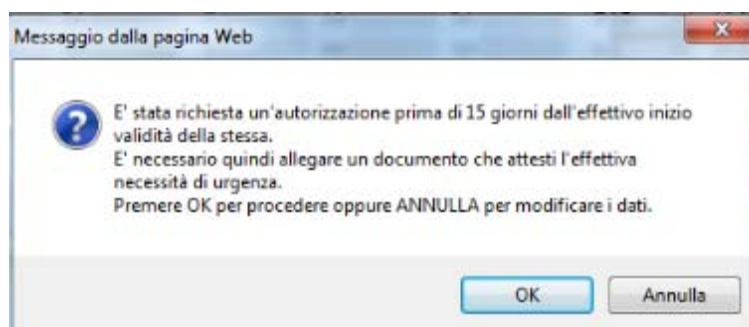 Messaggio dalla pagina Web
E' stata richiesta un'autorizzazione prima di 15 giorni dall'effettivo inizio
validità della stessa.
E' necessario quindi allegare un documento che attesti l'effettiva
necessità di urgenza.
Premere OK per procedere oppure ANNULLA per modificare i dati.
OK
Annulla